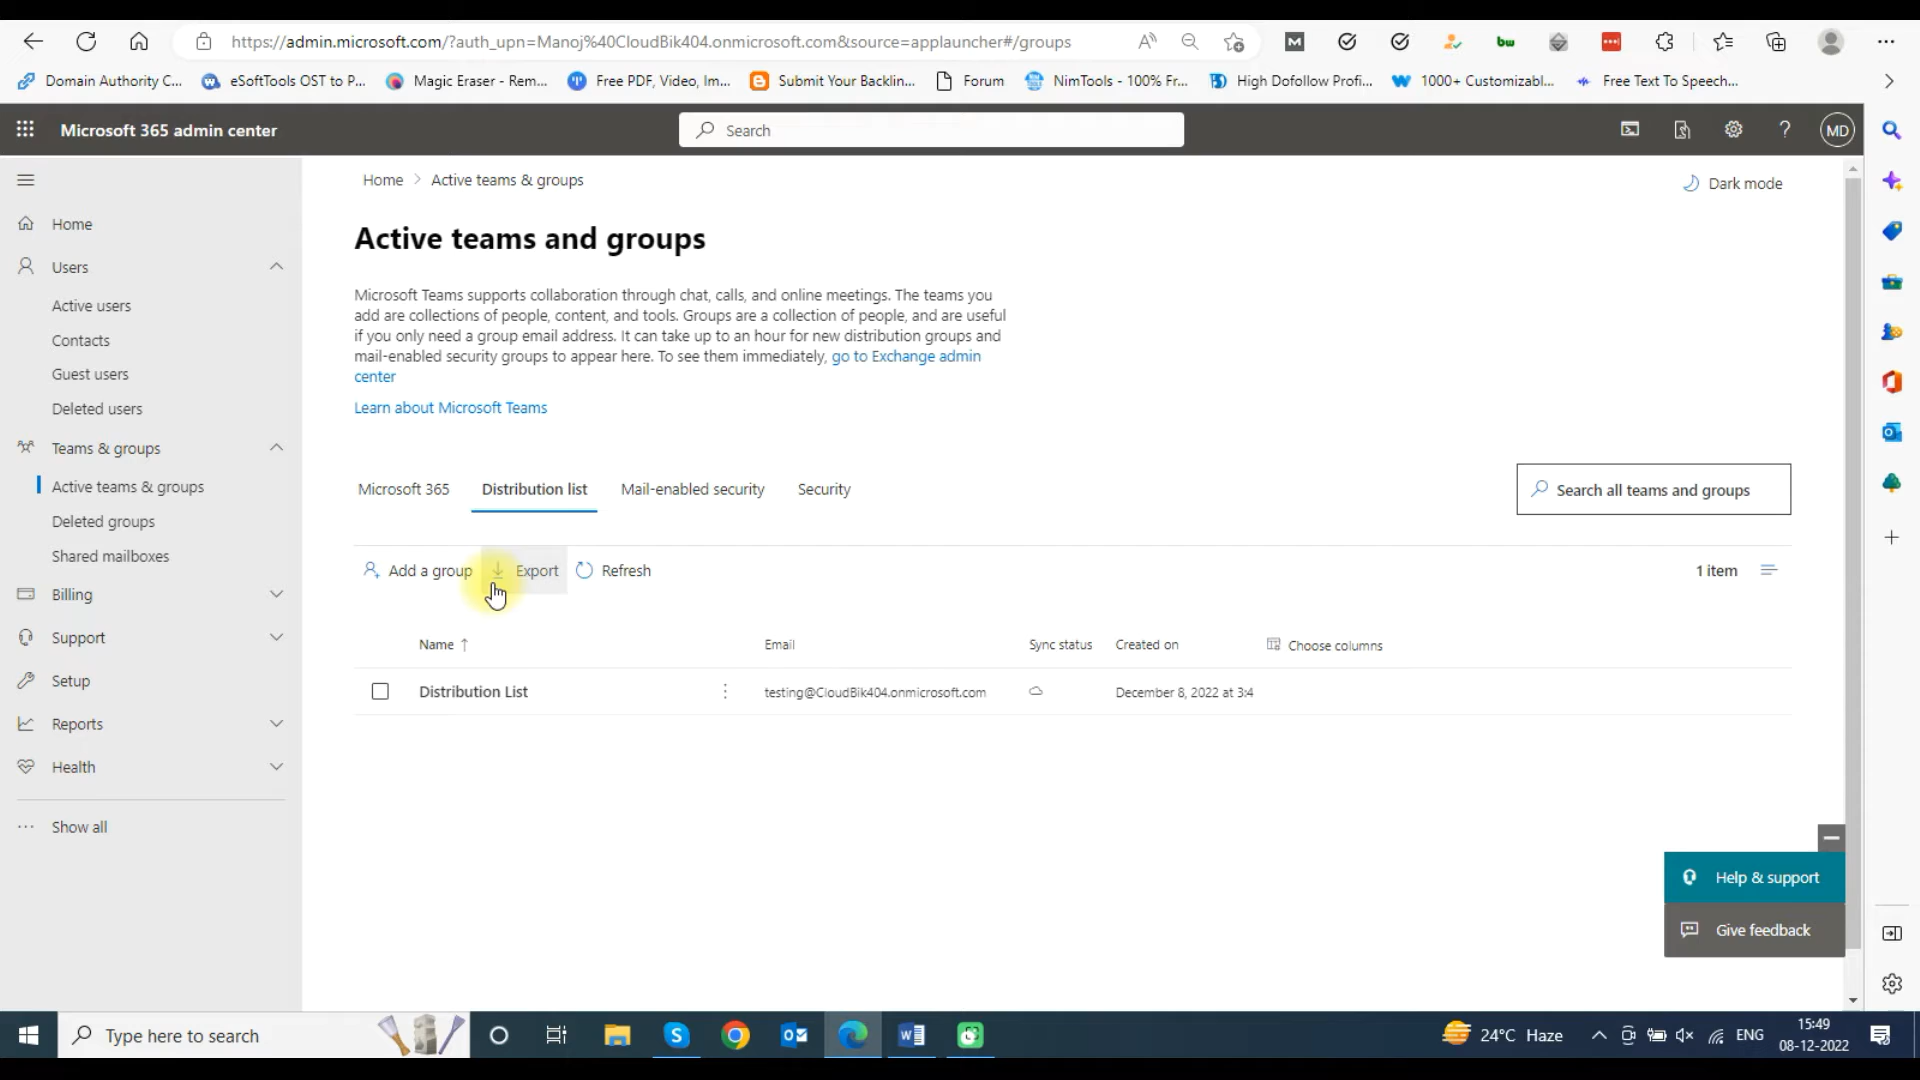 https://admin.microsoft.com/?auth_upn=Manoj%40CloudBik404.onmicrosoft.com&source=applauncher#/groups
Domain Authority C...
eSoftTools OST to P...
Magic Eraser - Rem...
Free PDF, Video, Im...
Submit Your Backlin...
Forum
NimTools - 100% Fr...
High Dofollow Profi...
1000+ Customizabl...
Free Text To Speech...
Microsoft 365 admin center
Search
MD
Home > Active teams & groups
Dark mode
Home
Users
Active users
Contacts
Guest users
Deleted users
Teams & groups
Active teams & groups
Deleted groups
Shared mailboxes
Billing
Support
Setup
Reports
Health
Show all
Active teams and groups
Microsoft Teams supports collaboration through chat, calls, and online meetings. The teams you
add are collections of people, content, and tools. Groups are a collection of people, and are useful
if you only need a group email address. It can take up to an hour for new distribution groups and
mail-enabled security groups to appear here. To see them immediately, go to Exchange admin
center
Learn about Microsoft Teams
Microsoft 365
Distribution list
Mail-enabled security
Security
Search all teams and groups
Add a group
Export
Refresh
1 item
Name ↑
Email
Sync status
Created on
Choose columns
Distribution List
testing@CloudBik404.onmicrosoft.com
December 8, 2022 at 3:4
Help & support
Give feedback
Type here to search
24°C Haze
ENG
15:49
08-12-2022